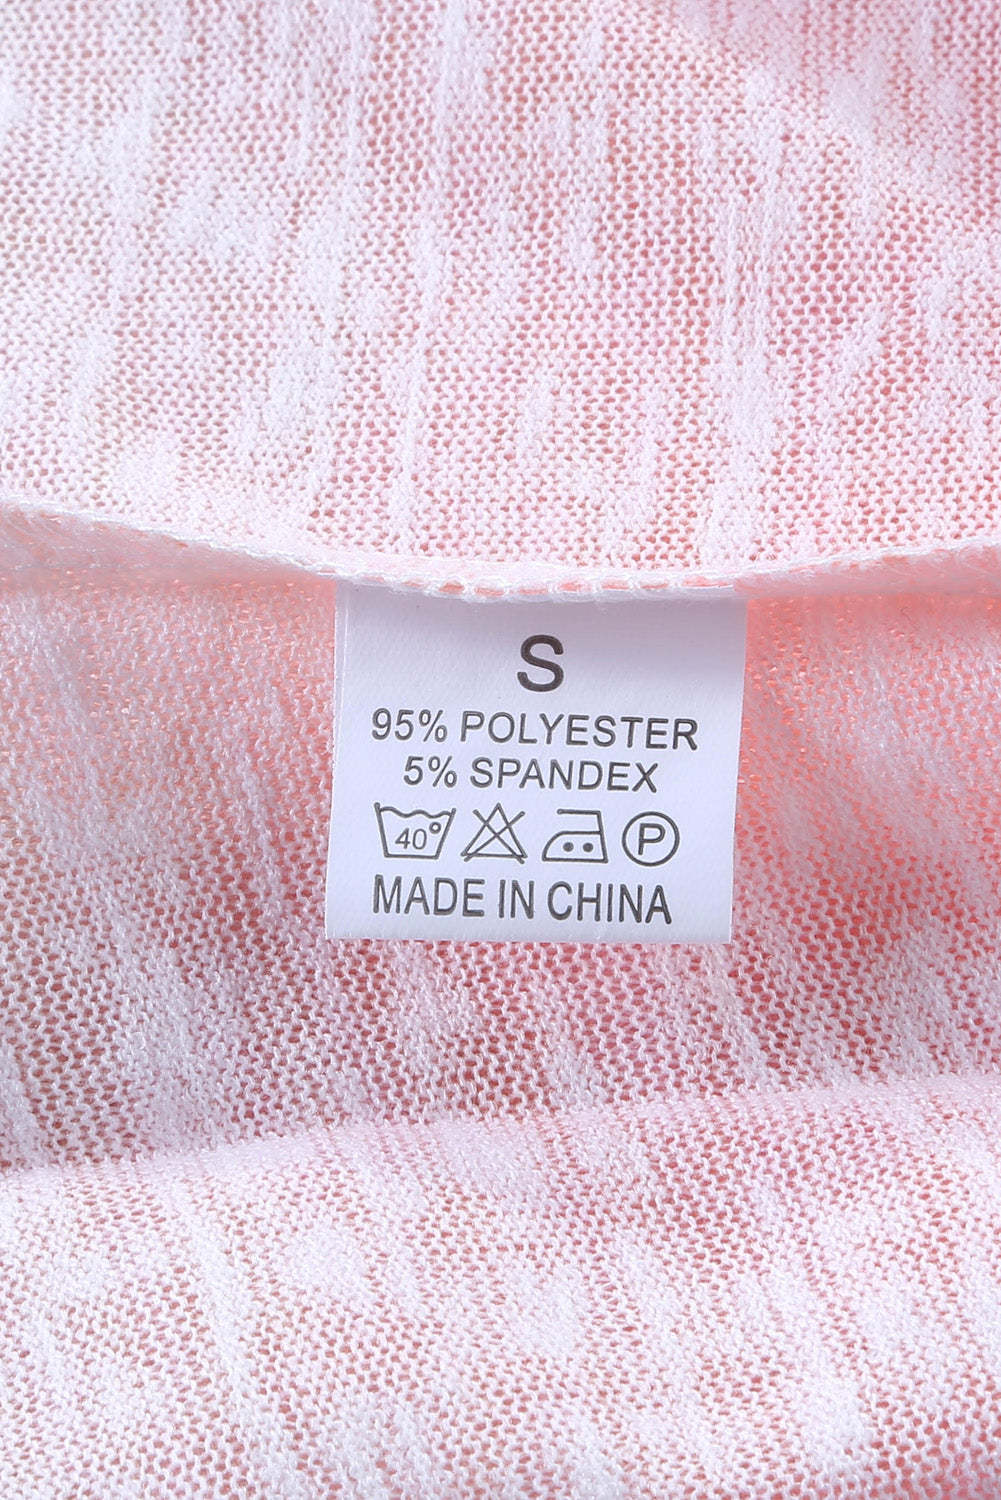 S
95% POLYESTER
5% SPANDEX
40° P
MADE IN CHINA